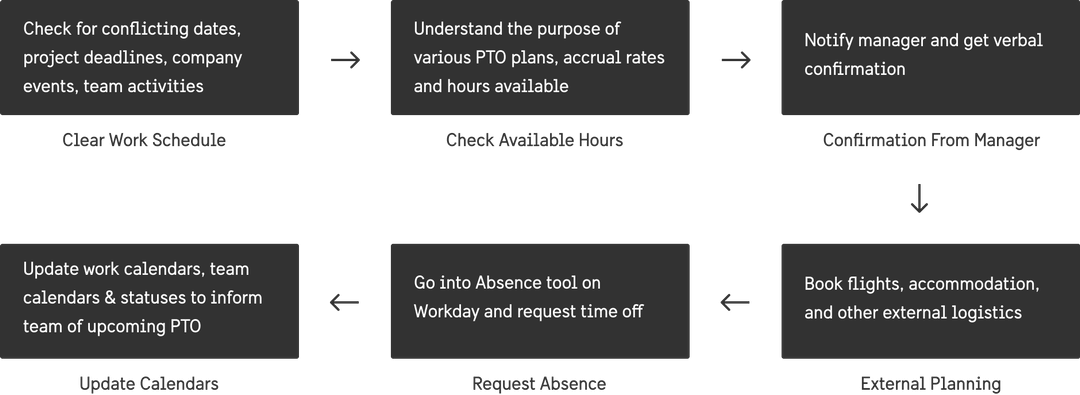 Check for conflicting dates,
project deadlines, company
events, team activities
Clear Work Schedule
Understand the purpose of
various PTO plans, accrual rates
and hours available
Check Available Hours
Notify manager and get verbal
confirmation
Confirmation From Manager
Book flights, accommodation,
and other external logistics
External Planning
Go into Absence tool on
Workday and request time off
Request Absence
Update work calendars, team
calendars & statuses to inform
team of upcoming PTO
Update Calendars